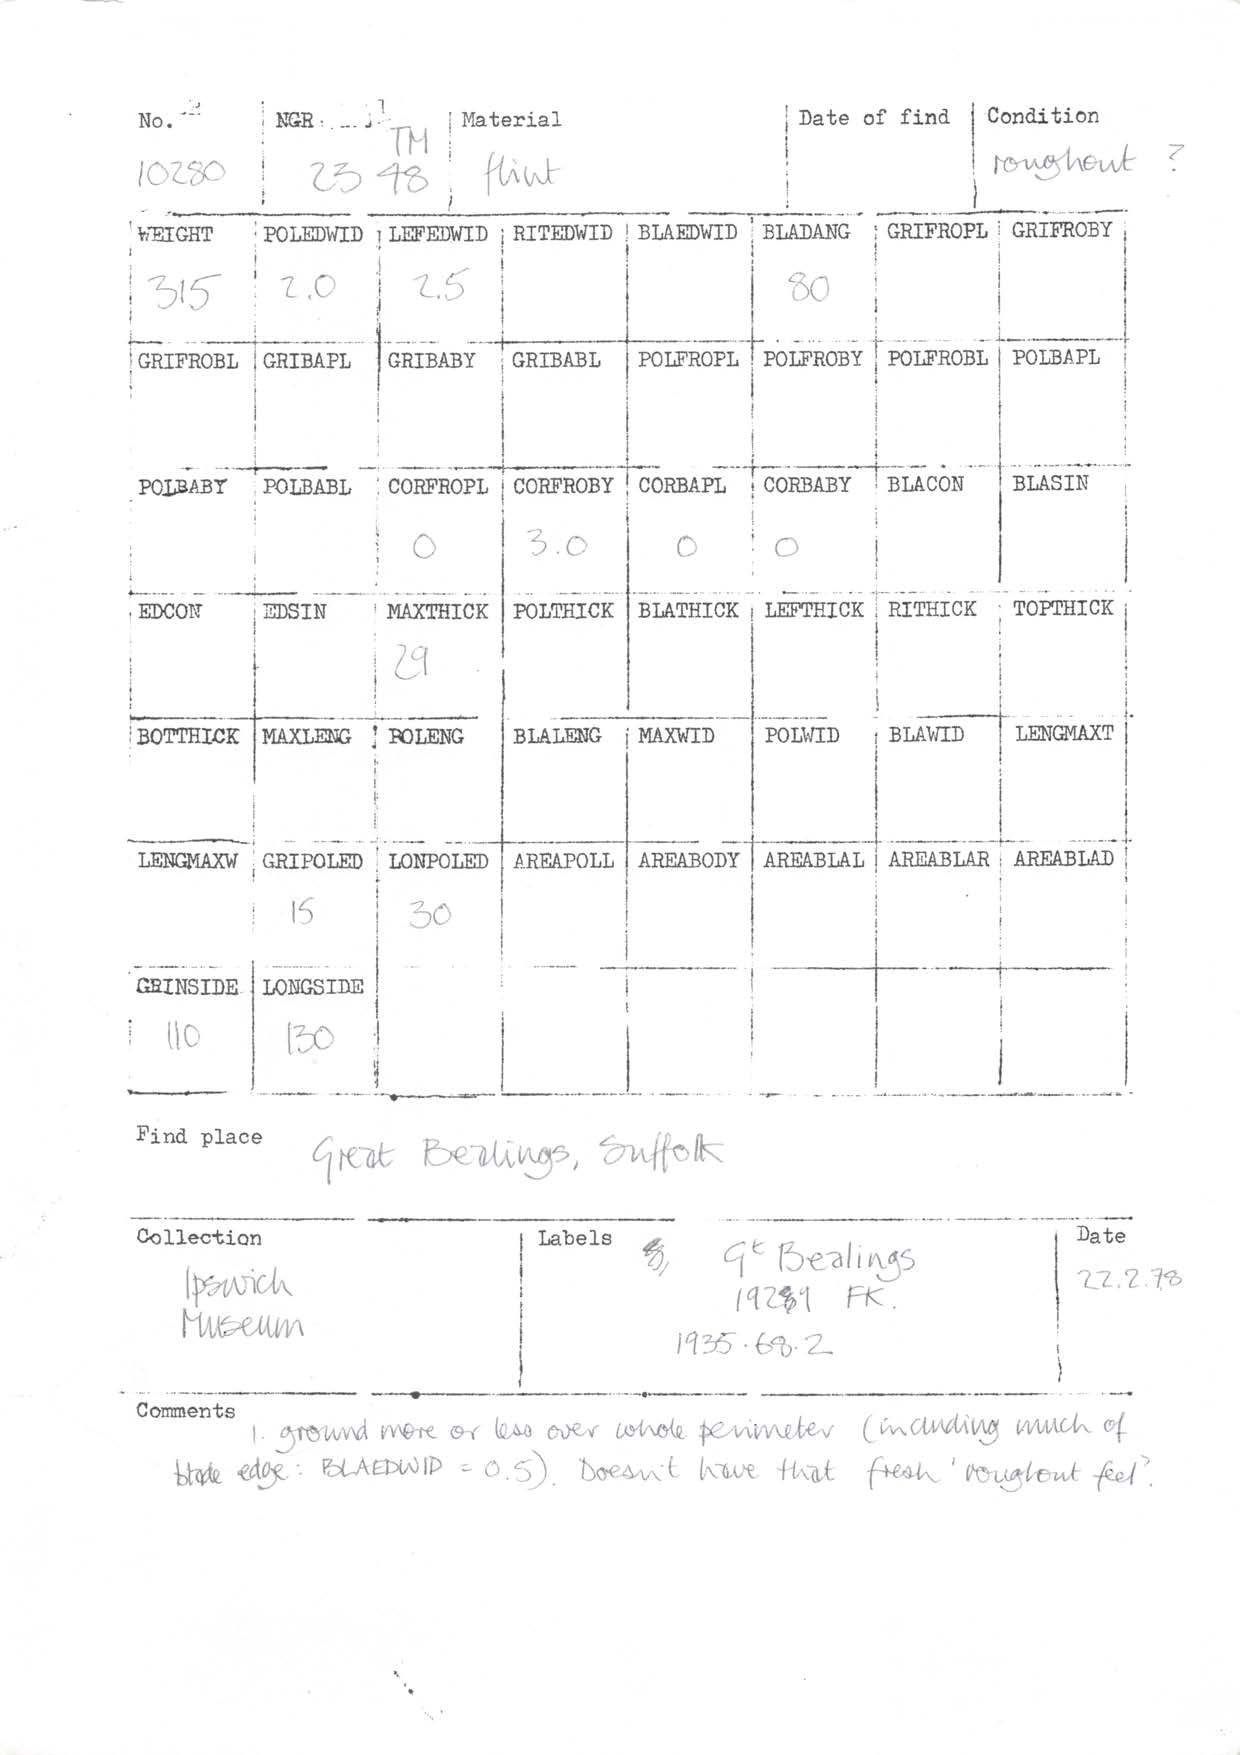 No. NGR Material Date of find Condition
10280 TM 23 48 flint roughout ?
WEIGHT POLEDWID LEFEDWID RITEDWID BLAEDWID BLADANG GRIFROPL GRIFROBY
315 2.0 2.5 80
GRIFROBL GRIBAPL GRIBABY GRIBABL POLFROPL POLFROBY POLFROBL POLBAPL
POLBABY POLBABL CORFROPL CORFROBY CORBAPL CORBABY BLACON BLASIN
0 3.0 0 0
EDCON EDSIN MAXTHICK POLTHICK BLATHICK LEFTHICK RITHICK TOPTHICK
29
BOTTHICK MAXLENG POLENG BLALENG MAXWID POLWID BLAWID LENGMAXT
LENGMAXW GRIPOLED LONPOLED AREAPOLL AREABODY AREABLAL AREABLAR AREABLAD
15 30
GRINSIDE LONGSIDE
110 130
Find place Great Bealings, Suffolk
Collection Labels Date
Gt Bealings
22.2.78
Ipswich
FK.
Museum
1935.68.2
Comments
1. ground more or less over whole perimeter (including much of
blade edge: BLAEDWID = 0.5). Doesn't have that fresh 'roughout feel'.